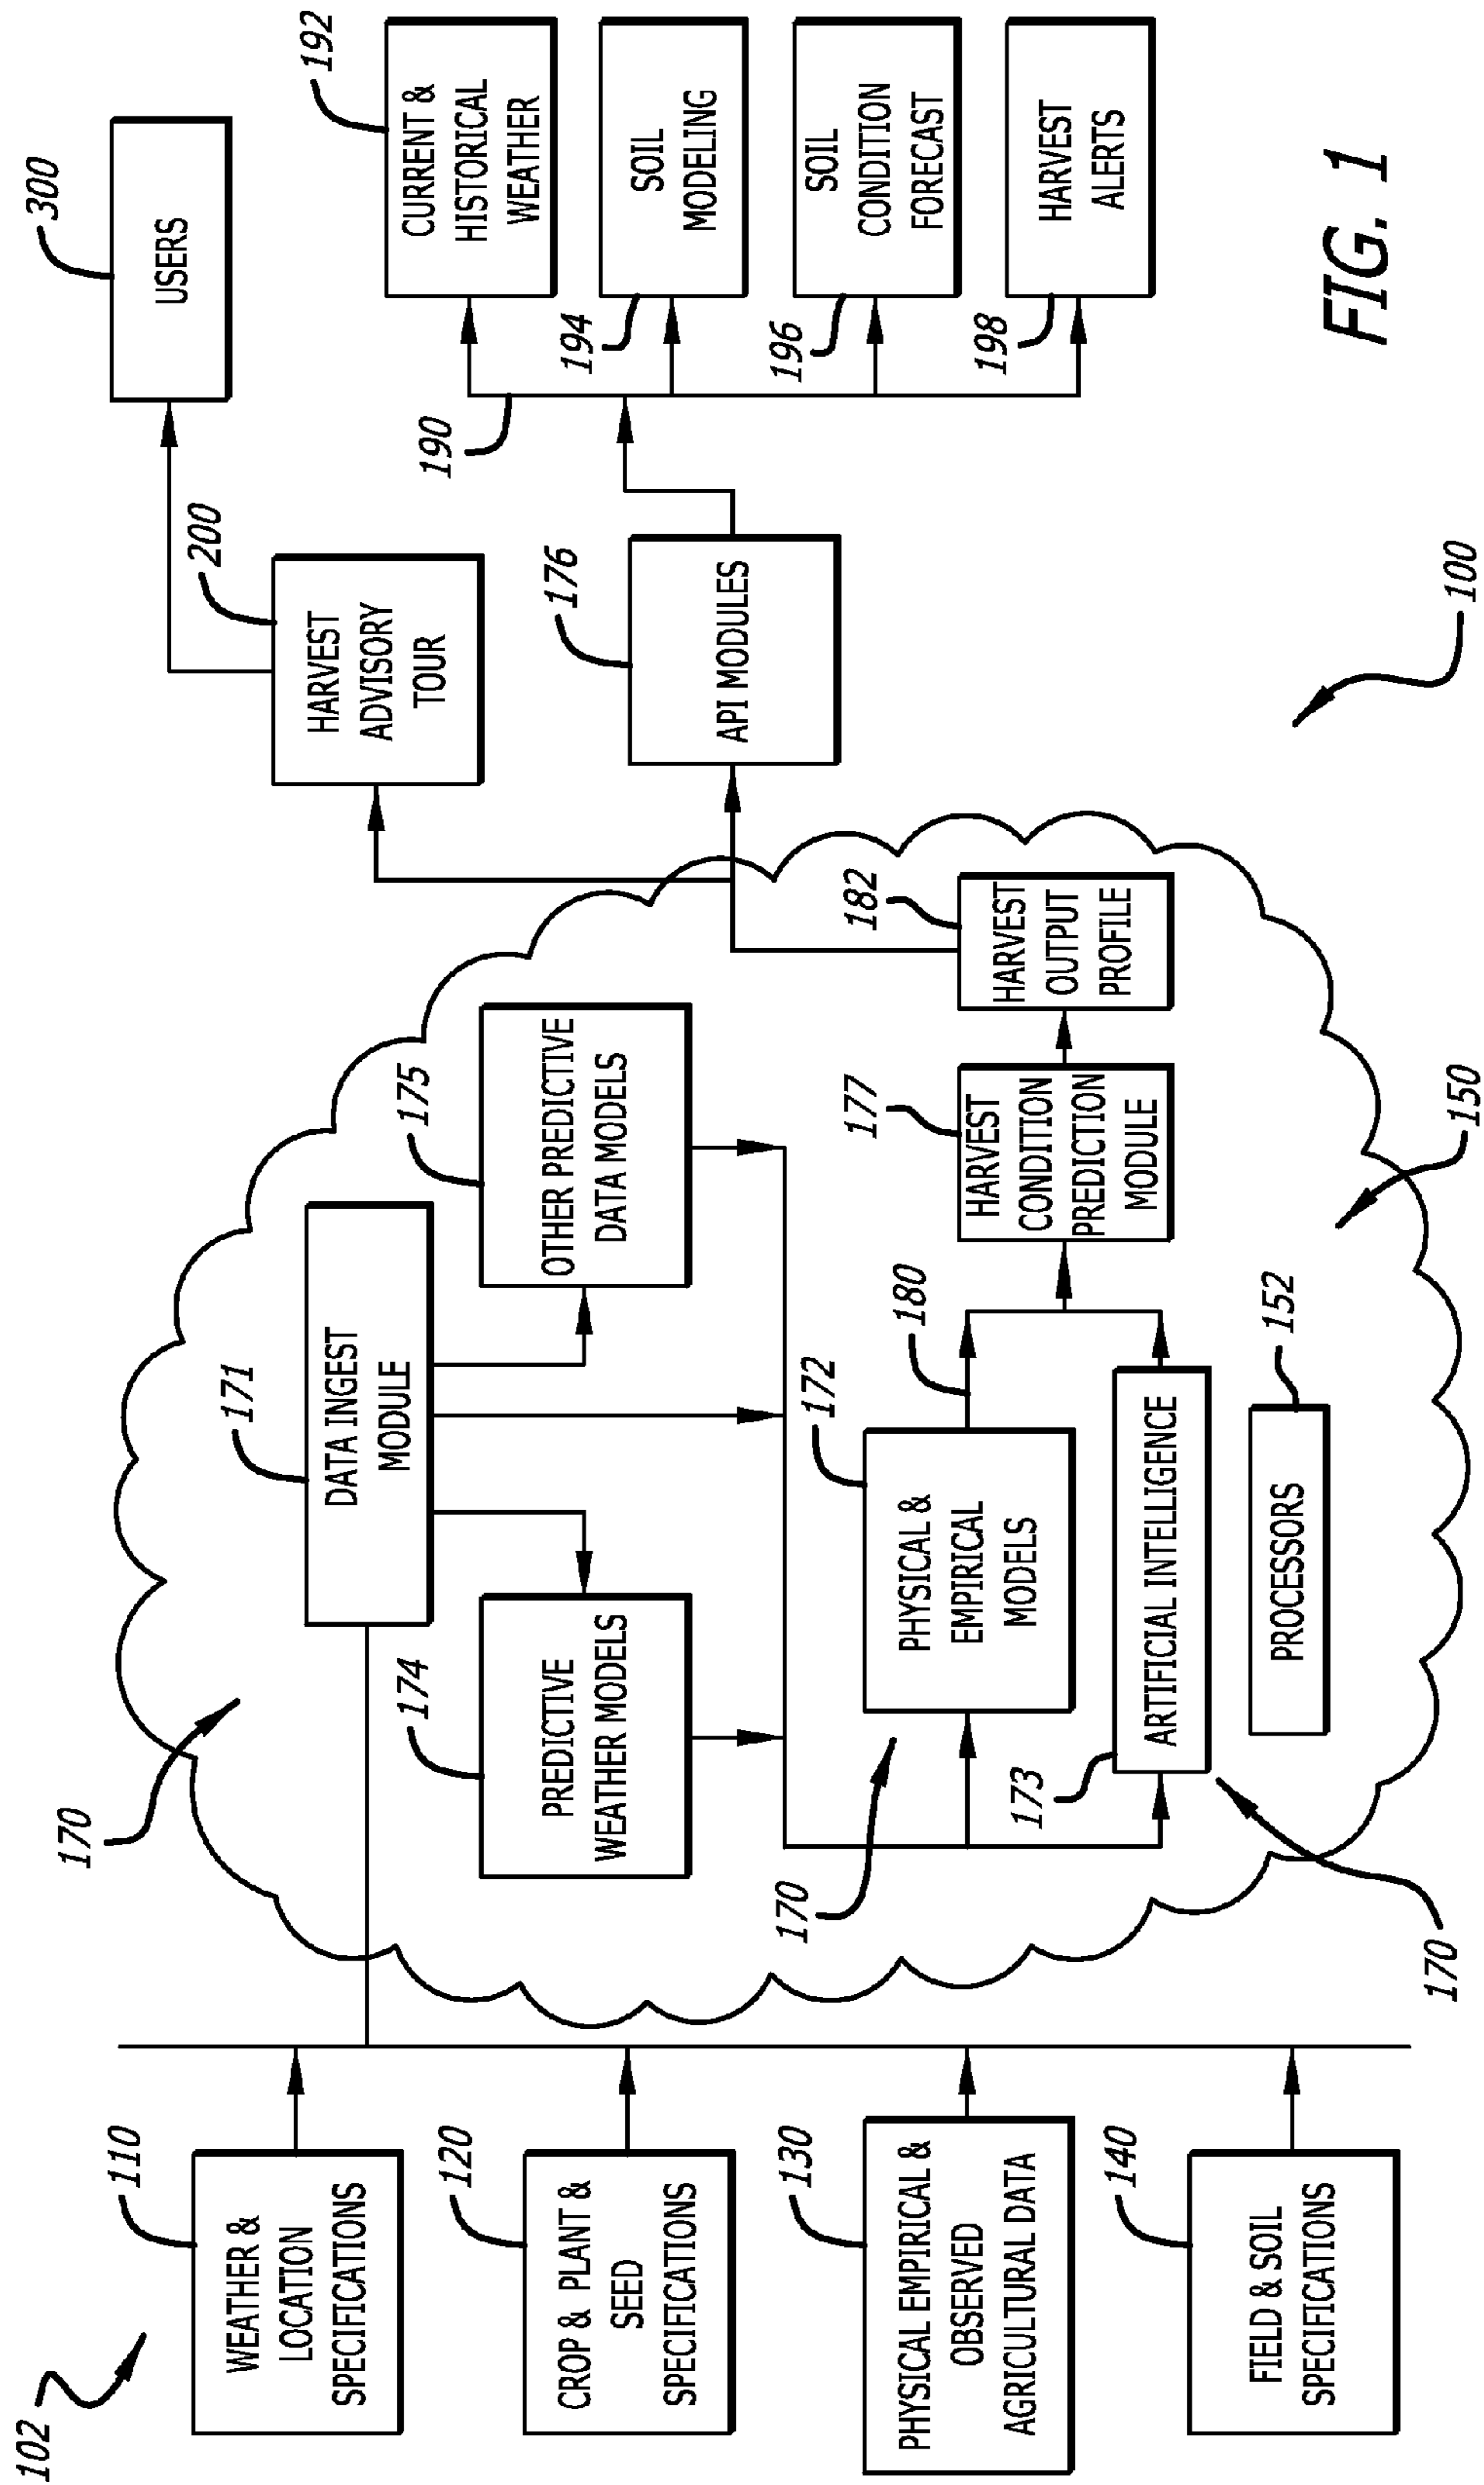 102
110
WEATHER &
LOCATION
SPECIFICATIONS
120
CROP & PLANT &
SEED
SPECIFICATIONS
130
PHYSICAL EMPIRICAL &
OBSERVED
AGRICULTURAL DATA
140
FIELD & SOIL
SPECIFICATIONS
170
171
DATA INGEST
MODULE
174
PREDICTIVE
WEATHER MODELS
175
OTHER PREDICTIVE
DATA MODELS
170
172
PHYSICAL &
EMPIRICAL
MODELS
180
173
ARTIFICIAL INTELLIGENCE
170
152
PROCESSORS
177
HARVEST
CONDITION
PREDICTION
MODULE
182
HARVEST
OUTPUT
PROFILE
150
200
HARVEST
ADVISORY
TOUR
300
USERS
176
API MODULES
190
192
CURRENT &
HISTORICAL
WEATHER
194
SOIL
MODELING
196
SOIL
CONDITION
FORECAST
198
HARVEST
ALERTS
100
FIG. 1